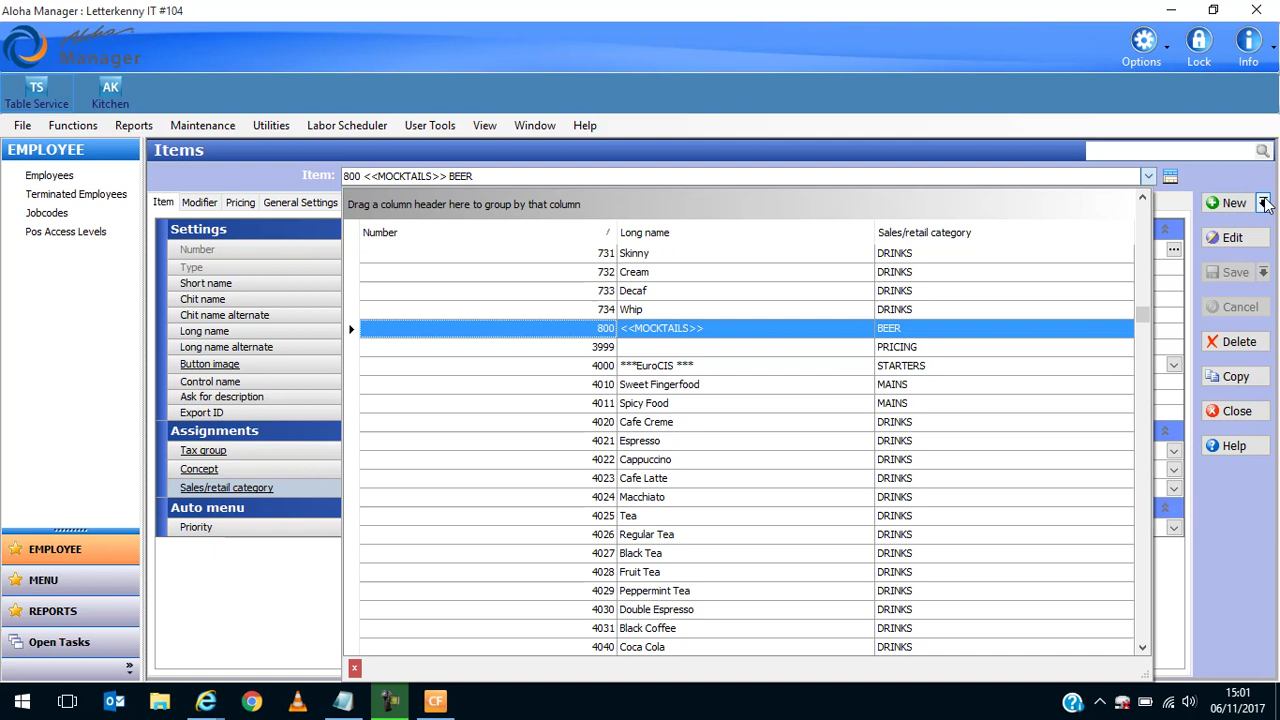 Aloha Manager : Letterkenny IT #104
Aloha
Manager
Options
Lock
Info
TS
Table Service
AK
Kitchen
File
Functions
Reports
Maintenance
Utilities
Labor Scheduler
User Tools
View
Window
Help
EMPLOYEE
Employees
Terminated Employees
Jobcodes
Pos Access Levels
EMPLOYEE
MENU
REPORTS
Open Tasks
»
Items
Item: 800 <<MOCKTAILS>> BEER
Item
Modifier
Pricing
General Settings
Settings
Number
Type
Short name
Chit name
Chit name alternate
Long name
Long name alternate
Button image
Control name
Ask for description
Export ID
Assignments
Tax group
Concept
Sales/retail category
Auto menu
Priority
Drag a column header here to group by that column
Number / Long name Sales/retail category
731 Skinny DRINKS
732 Cream DRINKS
733 Decaf DRINKS
734 Whip DRINKS
800 <<MOCKTAILS>> BEER
3999 PRICING
4000 ***EuroCIS *** STARTERS
4010 Sweet Fingerfood MAINS
4011 Spicy Food MAINS
4020 Cafe Creme DRINKS
4021 Espresso DRINKS
4022 Cappuccino DRINKS
4023 Cafe Latte DRINKS
4024 Macchiato DRINKS
4025 Tea DRINKS
4026 Regular Tea DRINKS
4027 Black Tea DRINKS
4028 Fruit Tea DRINKS
4029 Peppermint Tea DRINKS
4030 Double Espresso DRINKS
4031 Black Coffee DRINKS
4040 Coca Cola DRINKS
x
...
New
Edit
Save
Cancel
Delete
Copy
Close
Help
CF
15:01
06/11/2017